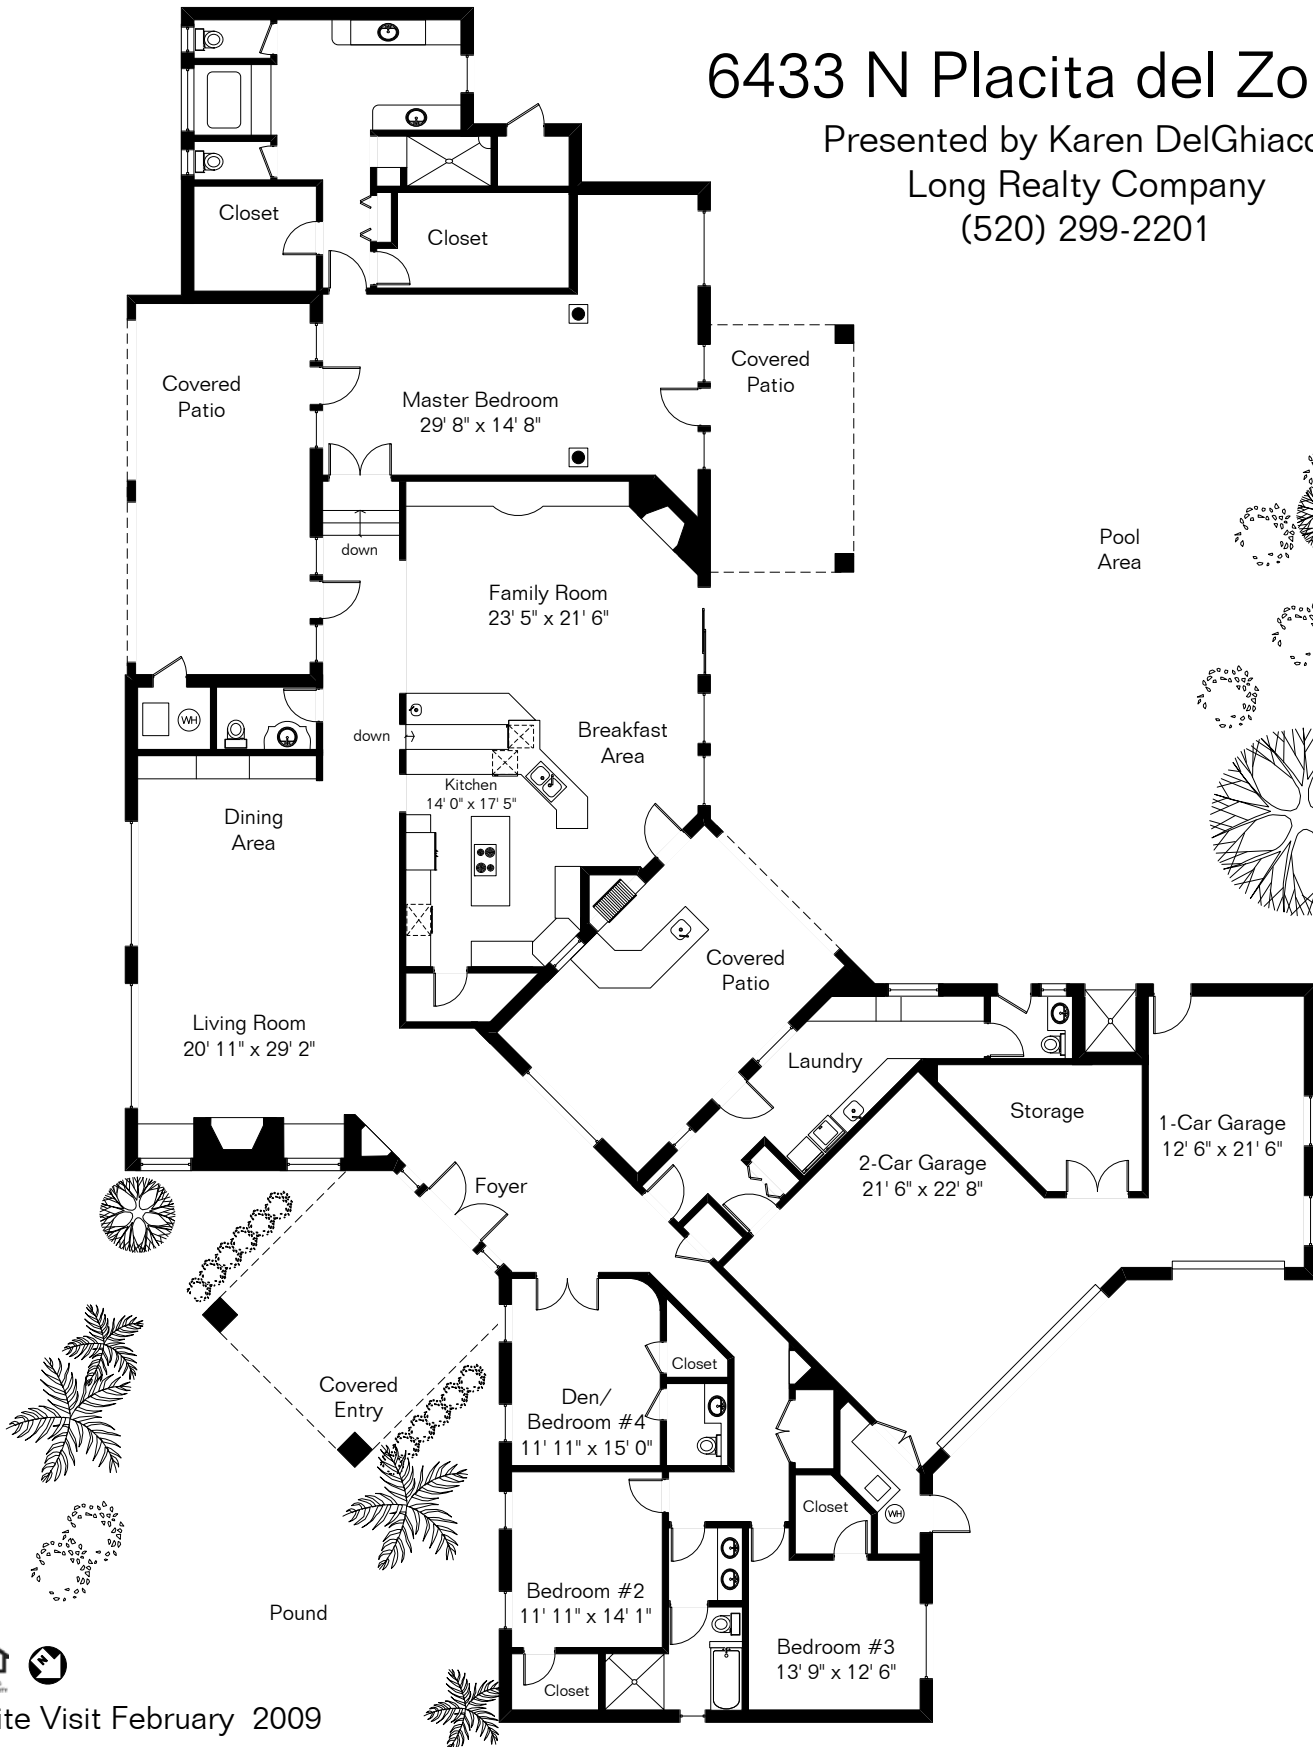 6433 N Placita del Zo
Presented by Karen DelGhiacc
Long Realty Company
(520) 299-2201
Closet
Closet
Covered
Patio
Master Bedroom
29' 8" x 14' 8"
Covered
Patio
down
Pool
Area
Family Room
23' 5" x 21' 6"
WH
down
Breakfast
Area
Kitchen
14' 0" x 17' 5"
Dining
Area
Covered
Patio
Living Room
20' 11" x 29' 2"
Laundry
Storage
1-Car Garage
12' 6" x 21' 6"
2-Car Garage
21' 6" x 22' 8"
Foyer
Closet
Covered
Entry
Den/
Bedroom #4
11' 11" x 15' 0"
Closet
WH
Bedroom #2
11' 11" x 14' 1"
Pound
Bedroom #3
13' 9" x 12' 6"
Closet
N
ite Visit February 2009